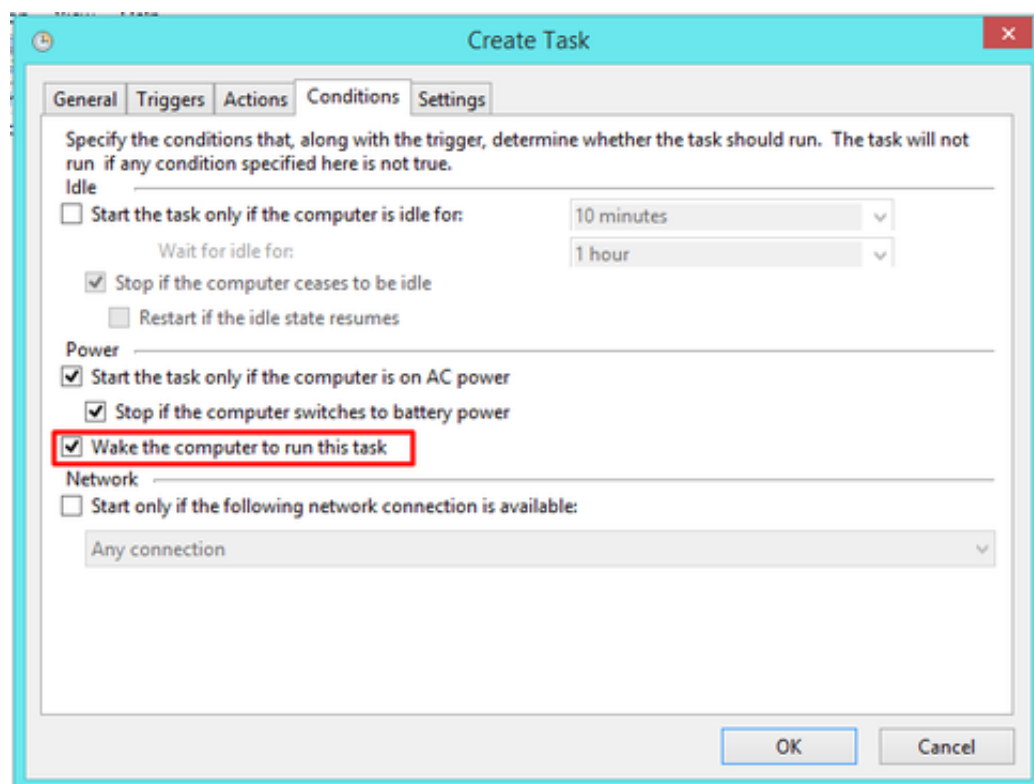 Create Task
General Triggers Actions Conditions Settings
Specify the conditions that, along with the trigger, determine whether the task should run.  The task will not
run  if any condition specified here is not true.
Idle
Start the task only if the computer is idle for: 10 minutes
Wait for idle for: 1 hour
Stop if the computer ceases to be idle
Restart if the idle state resumes
Power
Start the task only if the computer is on AC power
Stop if the computer switches to battery power
Wake the computer to run this task
Network
Start only if the following network connection is available:
Any connection
OK Cancel